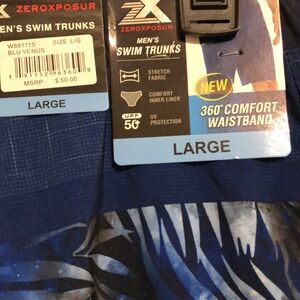 ZEROXPOSUR
MEN'S SWIM TRUNKS
W88111S SIZE L/G
BLU VENUS
MSRP $ 50.00
LARGE
ZEROXPOSUR
MEN'S
SWIM TRUNKS
STRETCH
FABRIC
COMFORT
INNER LINER
UPF
50+
UV
PROTECTION
NEW
360° COMFORT
WAISTBAND
LARGE